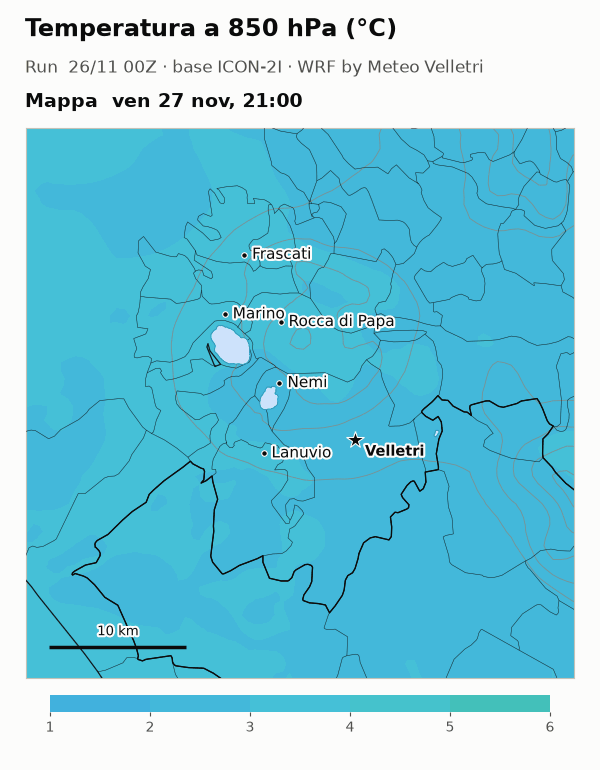 Temperatura a 850 hPa (°C)
Run  26/11 00Z · base ICON-2I · WRF by Meteo Velletri
Mappa  ven 27 nov, 21:00
Frascati
Marino
Rocca di Papa
Nemi
Velletri
Lanuvio
10 km
1 2 3 4 5 6